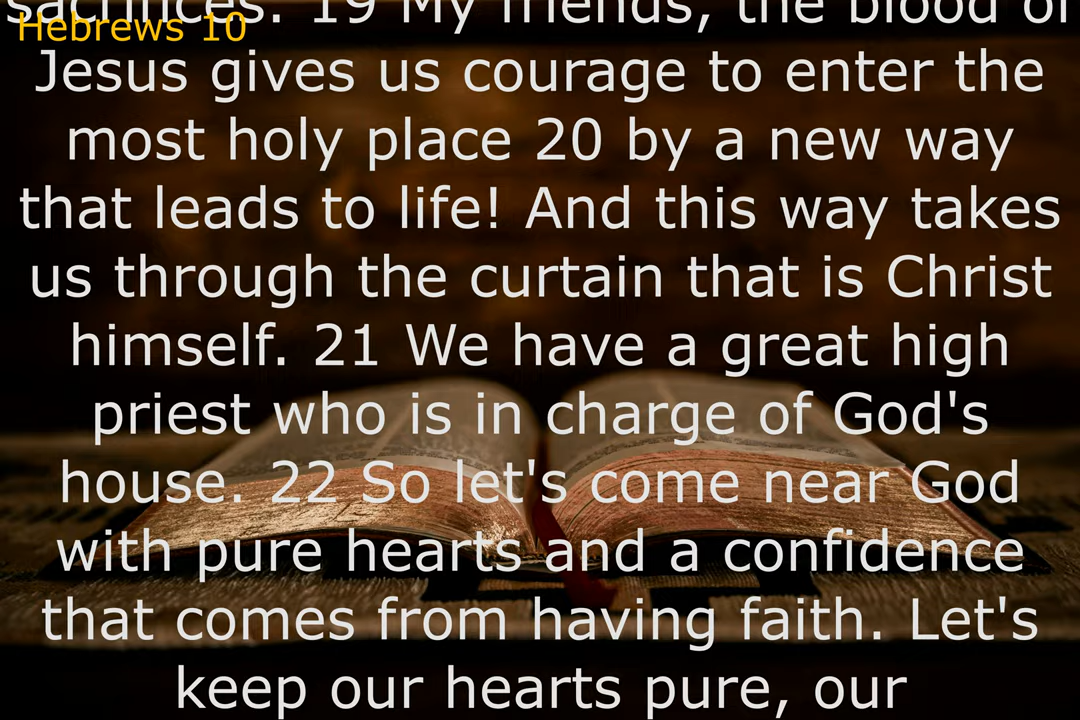 sacrifices. 19 My friends, the blood of
Hebrews 10
Jesus gives us courage to enter the
most holy place 20 by a new way
that leads to life! And this way takes
us through the curtain that is Christ
himself. 21 We have a great high
priest who is in charge of God's
house. 22 So let's come near God
with pure hearts and a confidence
that comes from having faith. Let's
keep our hearts pure, our